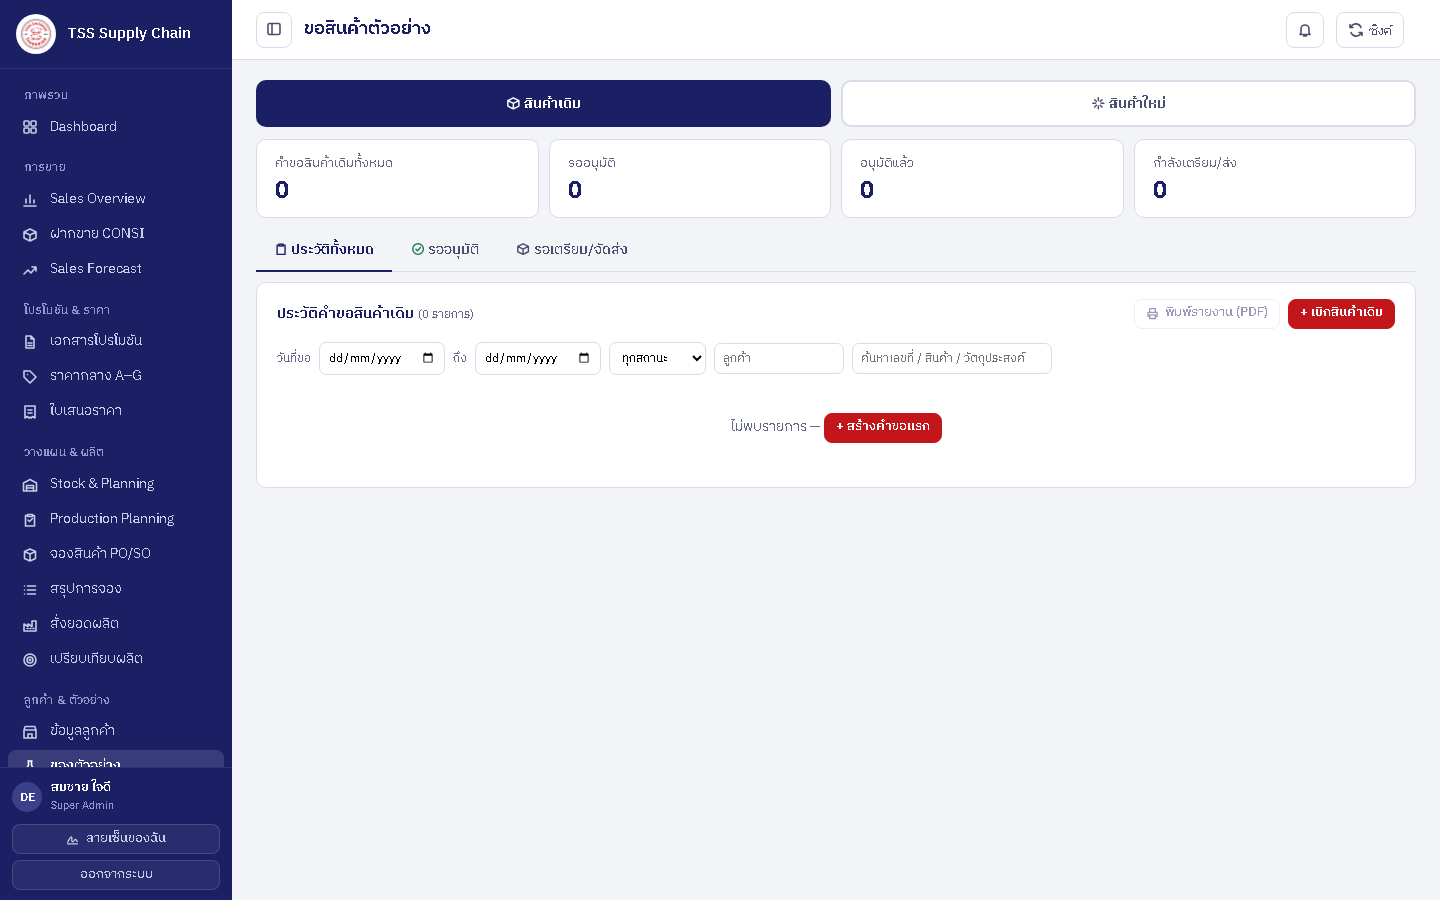 TSS Supply Chain
ภาพรวม
Dashboard
การขาย
Sales Overview
ฝากขาย CONSI
Sales Forecast
โปรโมชัน & ราคา
เอกสารโปรโมชัน
ราคากลาง A–G
ใบเสนอราคา
วางแผน & ผลิต
Stock & Planning
Production Planning
จองสินค้า PO/SO
สรุปการจอง
สั่งยอดผลิต
เปรียบเทียบผลิต
ลูกค้า & ตัวอย่าง
ข้อมูลลูกค้า
ของตัวอย่าง
DE
สมชาย ใจดี
Super Admin
ลายเซ็นของฉัน
ออกจากระบบ
ขอสินค้าตัวอย่าง
ซิงค์
สินค้าเดิม
สินค้าใหม่
คำขอสินค้าเดิมทั้งหมด
0
รออนุมัติ
0
อนุมัติแล้ว
0
กำลังเตรียม/ส่ง
0
ประวัติทั้งหมด
รออนุมัติ
รอเตรียม/จัดส่ง
ประวัติคำขอสินค้าเดิม (0 รายการ)
พิมพ์รายงาน (PDF)
+ เบิกสินค้าเดิม
วันที่ขอ
dd/mm/yyyy
ถึง
dd/mm/yyyy
ทุกสถานะ
ลูกค้า
ค้นหาเลขที่ / สินค้า / วัตถุประสงค์
ไม่พบรายการ —
+ สร้างคำขอแรก